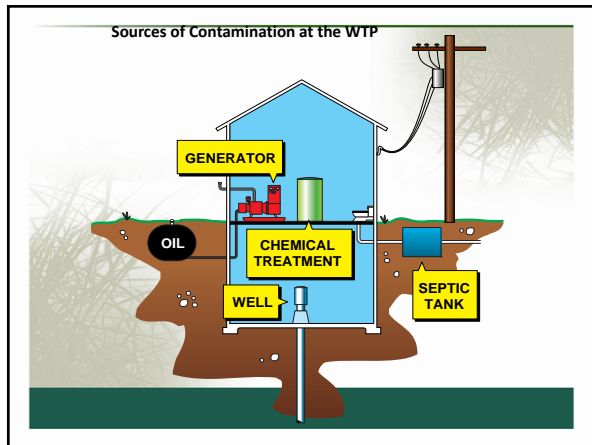 Sources of Contamination at the WTP
GENERATOR
OIL
CHEMICAL
TREATMENT
WELL
SEPTIC
TANK